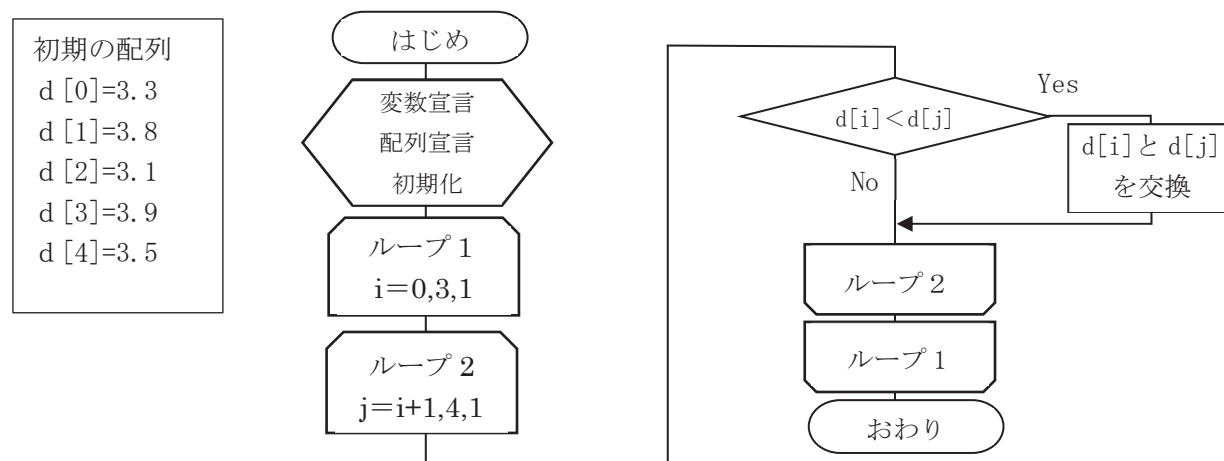 初期の配列
d[0]=3.3
d[1]=3.8
d[2]=3.1
d[3]=3.9
d[4]=3.5
はじめ
変数宣言
配列宣言
初期化
ループ1
i=0,3,1
ループ2
j=i+1,4,1
d[i]<d[j]
Yes
No
d[i]とd[j]
を交換
ループ2
ループ1
おわり